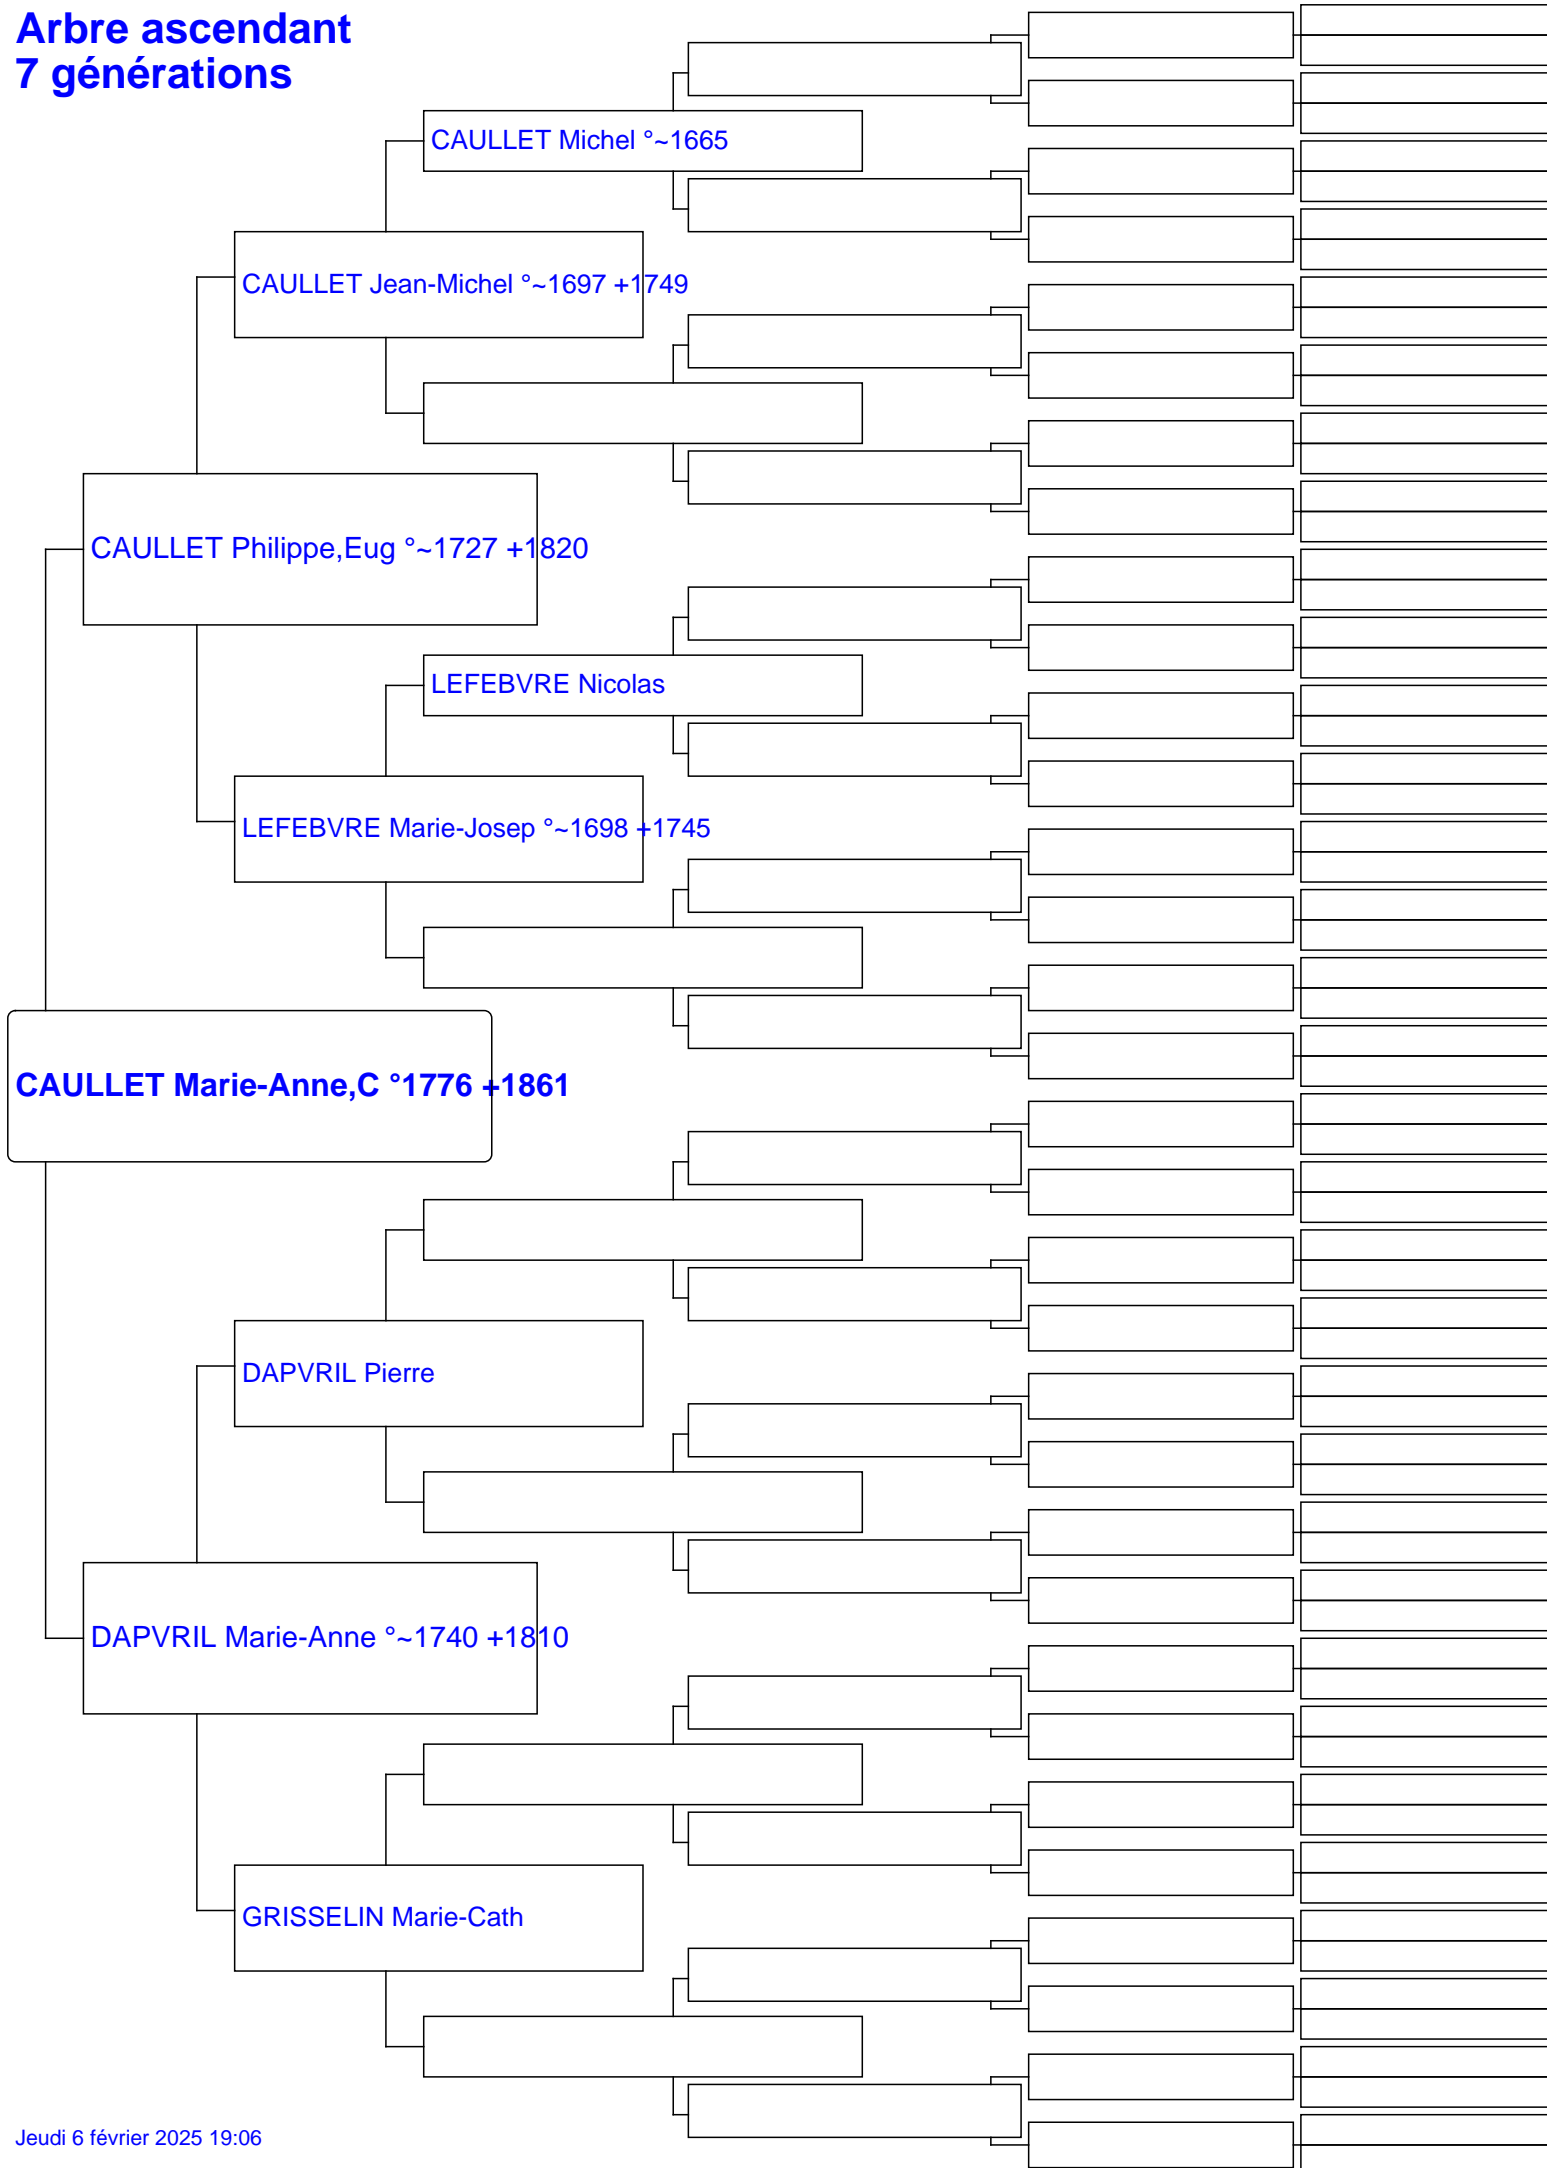 Arbre ascendant
7 générations
CAULLET Michel °~1665
CAULLET Jean-Michel °~1697 +1749
CAULLET Philippe,Eug °~1727 +1820
LEFEBVRE Nicolas
LEFEBVRE Marie-Josep °~1698 +1745
CAULLET Marie-Anne,C °1776 +1861
DAPVRIL Pierre
DAPVRIL Marie-Anne °~1740 +1810
GRISSELIN Marie-Cath
Jeudi 6 février 2025 19:06